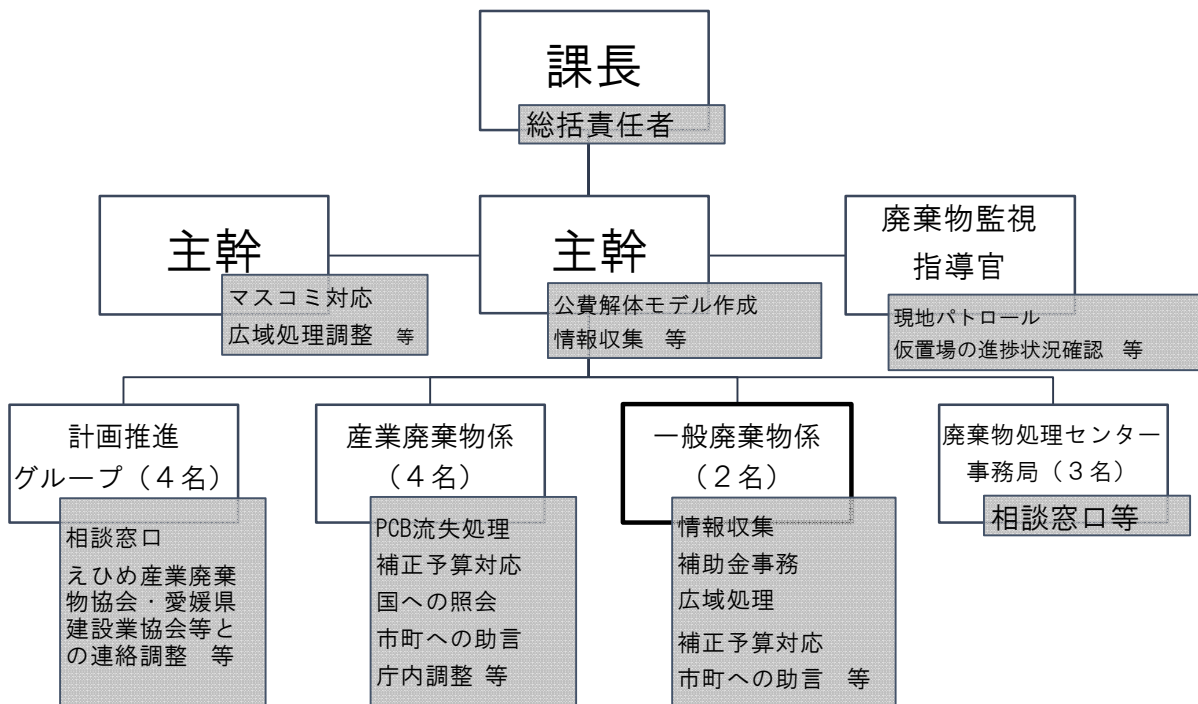 課長
総括責任者
主幹
マスコミ対応
広域処理調整　等
主幹
公費解体モデル作成
情報収集　等
廃棄物監視
指導官
現地パトロール
仮置場の進捗状況確認　等
計画推進
グループ（４名）
相談窓口
えひめ産業廃棄
物協会・愛媛県
建設業協会等と
の連絡調整　等
産業廃棄物係
（４名）
PCB流失処理
補正予算対応
国への照会
市町への助言
庁内調整 等
一般廃棄物係
（２名）
情報収集
補助金事務
広域処理
補正予算対応
市町への助言　等
廃棄物処理センター
事務局（３名）
相談窓口等